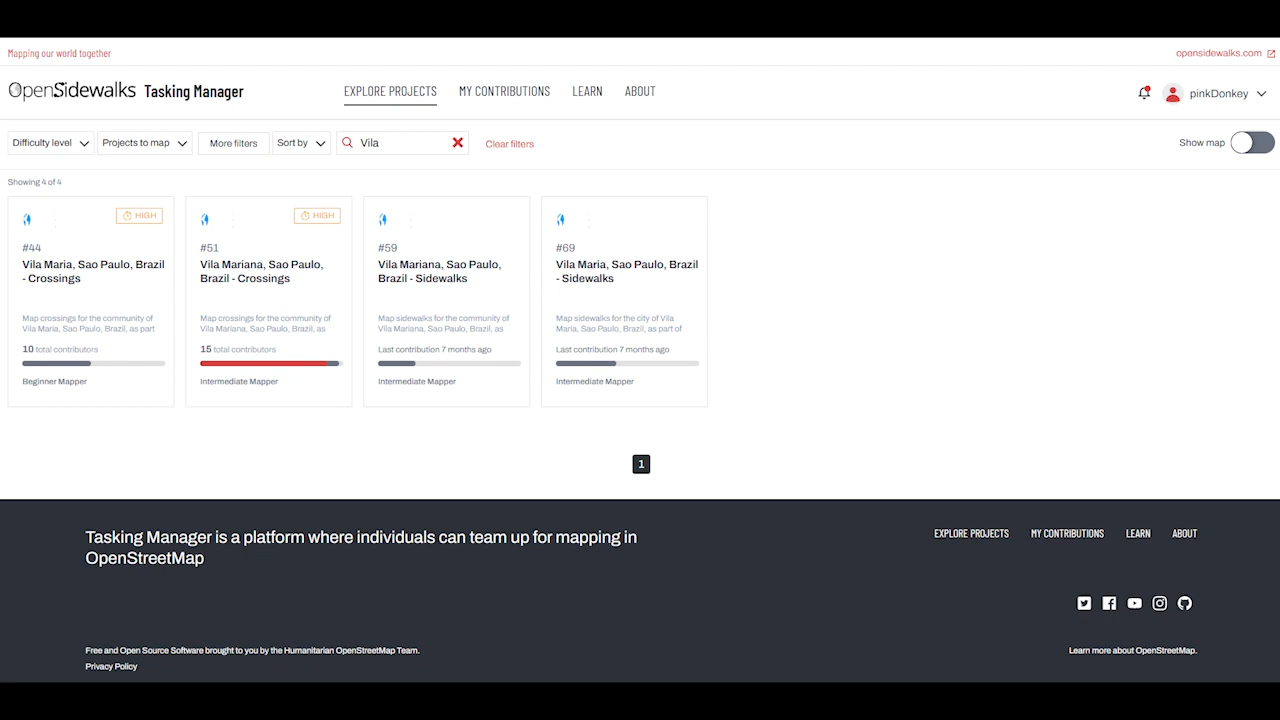 Mapping our world together
opensidewalks.com
OpenSidewalks Tasking Manager
EXPLORE PROJECTS
MY CONTRIBUTIONS
LEARN
ABOUT
pinkDonkey
Difficulty level
Projects to map
More filters
Sort by
Vila
Clear filters
Show map
Showing 4 of 4
HIGH
#44
Vila Maria, Sao Paulo, Brazil
- Crossings
Map crossings for the community of
Vila Maria, Sao Paulo, Brazil, as part
10 total contributors
Beginner Mapper
HIGH
#51
Vila Mariana, Sao Paulo,
Brazil - Crossings
Map crossings for the community of
Vila Mariana, Sao Paulo, Brazil, as
15 total contributors
Intermediate Mapper
#59
Vila Mariana, Sao Paulo,
Brazil - Sidewalks
Map sidewalks for the community of
Vila Mariana, Sao Paulo, Brazil, as
Last contribution 7 months ago
Intermediate Mapper
#69
Vila Maria, Sao Paulo, Brazil
- Sidewalks
Map sidewalks for the city of Vila
Maria, Sao Paulo, Brazil, as part of
Last contribution 7 months ago
Intermediate Mapper
1
Tasking Manager is a platform where individuals can team up for mapping in
OpenStreetMap
EXPLORE PROJECTS
MY CONTRIBUTIONS
LEARN
ABOUT
Free and Open Source Software brought to you by the Humanitarian OpenStreetMap Team.
Learn more about OpenStreetMap.
Privacy Policy